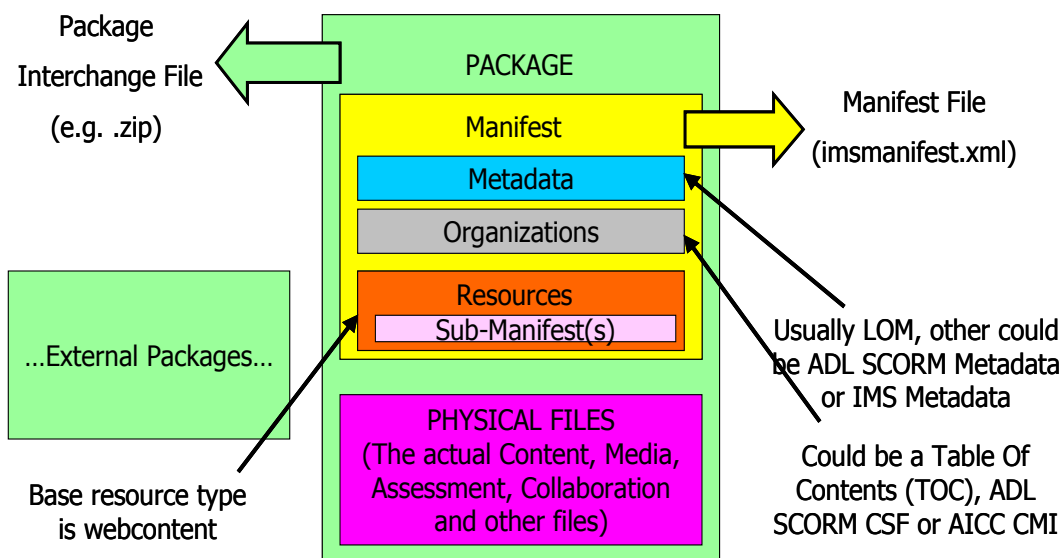 Package
Interchange File
(e.g. .zip)
PACKAGE
Manifest
Manifest File
(imsmanifest.xml)
Metadata
Organizations
Resources
Sub-Manifest(s)
...External Packages...
Usually LOM, other could
be ADL SCORM Metadata
or IMS Metadata
PHYSICAL FILES
(The actual Content, Media,
Assessment, Collaboration
and other files)
Base resource type
is webcontent
Could be a Table Of
Contents (TOC), ADL
SCORM CSF or AICC CMI